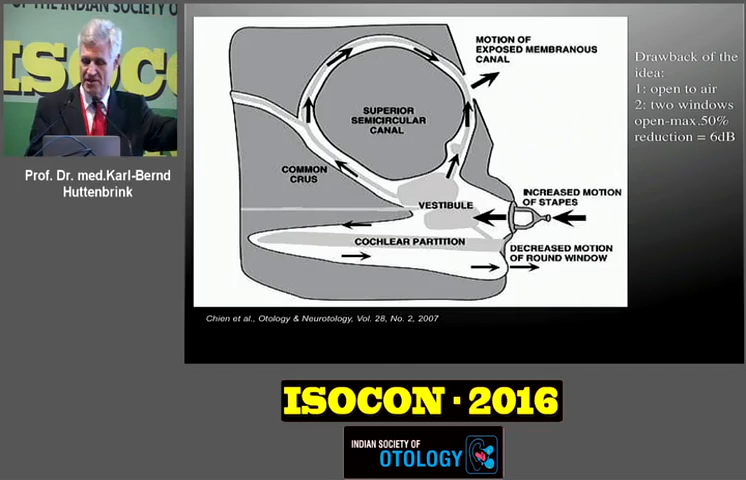 OF THE INDIAN SOCIETY O
ISOCON
Prof. Dr. med.Karl-Bernd
Huttenbrink
MOTION OF
EXPOSED MEMBRANOUS
CANAL
SUPERIOR
SEMICIRCULAR
CANAL
COMMON
CRUS
VESTIBULE
INCREASED MOTION
OF STAPES
COCHLEAR PARTITION
DECREASED MOTION
OF ROUND WINDOW
Chien et al., Otology & Neurotology, Vol. 28, No. 2, 2007
Drawback of the
idea:
1: open to air
2: two windows
open-max.50%
reduction = 6dB
ISOCON · 2016
INDIAN SOCIETY OF
OTOLOGY